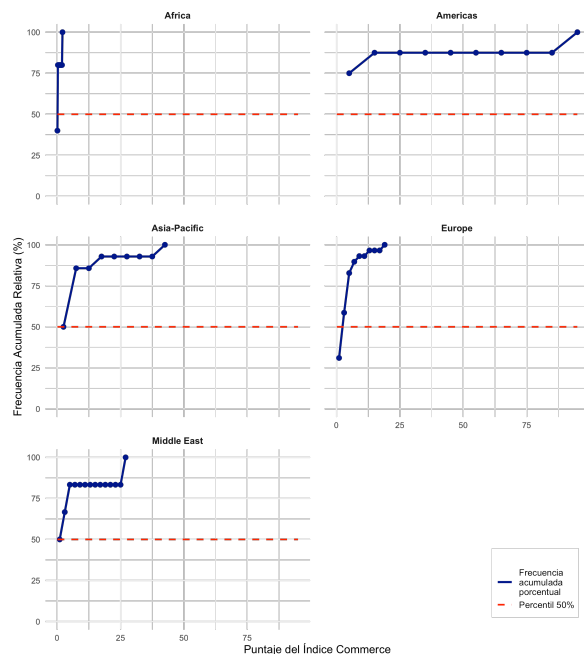 Africa
Americas
100
75
50
25
0
Asia-Pacific
Europe
100
75
50
25
0
0
25
50
75
Middle East
100
75
50
25
0
0
25
50
75
Frecuencia Acumulada Relativa (%)
Puntaje del Índice Commerce
Frecuencia
acumulada
porcentual
Percentil 50%